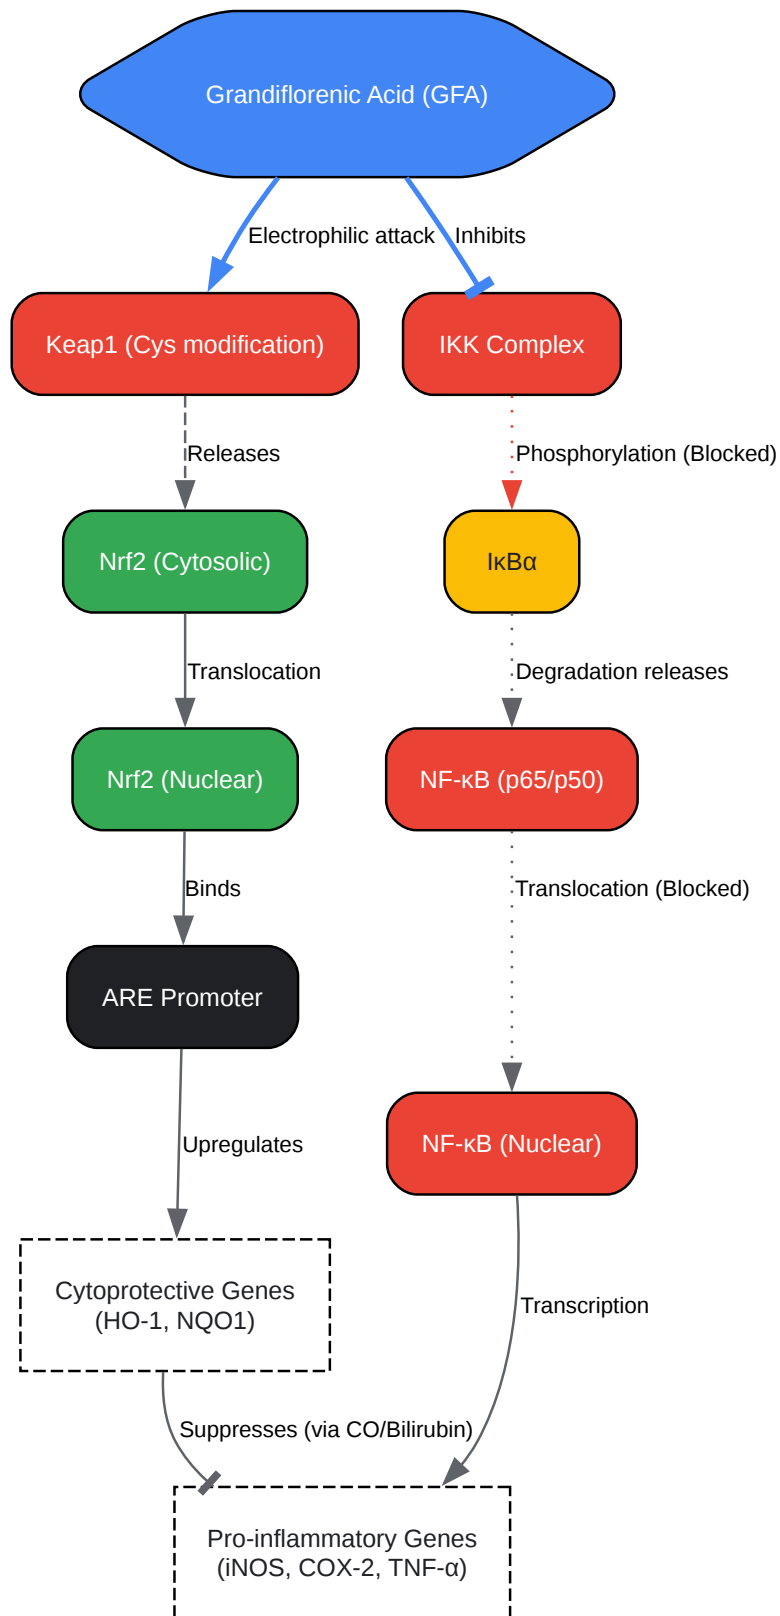 Grandiflorenic Acid (GFA)
Electrophilic attack
Inhibits
Keap1 (Cys modification)
IKK Complex
Releases
Phosphorylation (Blocked)
Nrf2 (Cytosolic)
IκBα
Translocation
Degradation releases
Nrf2 (Nuclear)
NF-κB (p65/p50)
Binds
Translocation (Blocked)
ARE Promoter
Upregulates
NF-κB (Nuclear)
Cytoprotective Genes
(HO-1, NQO1)
Transcription
Suppresses (via CO/Bilirubin)
Pro-inflammatory Genes
(iNOS, COX-2, TNF-α)